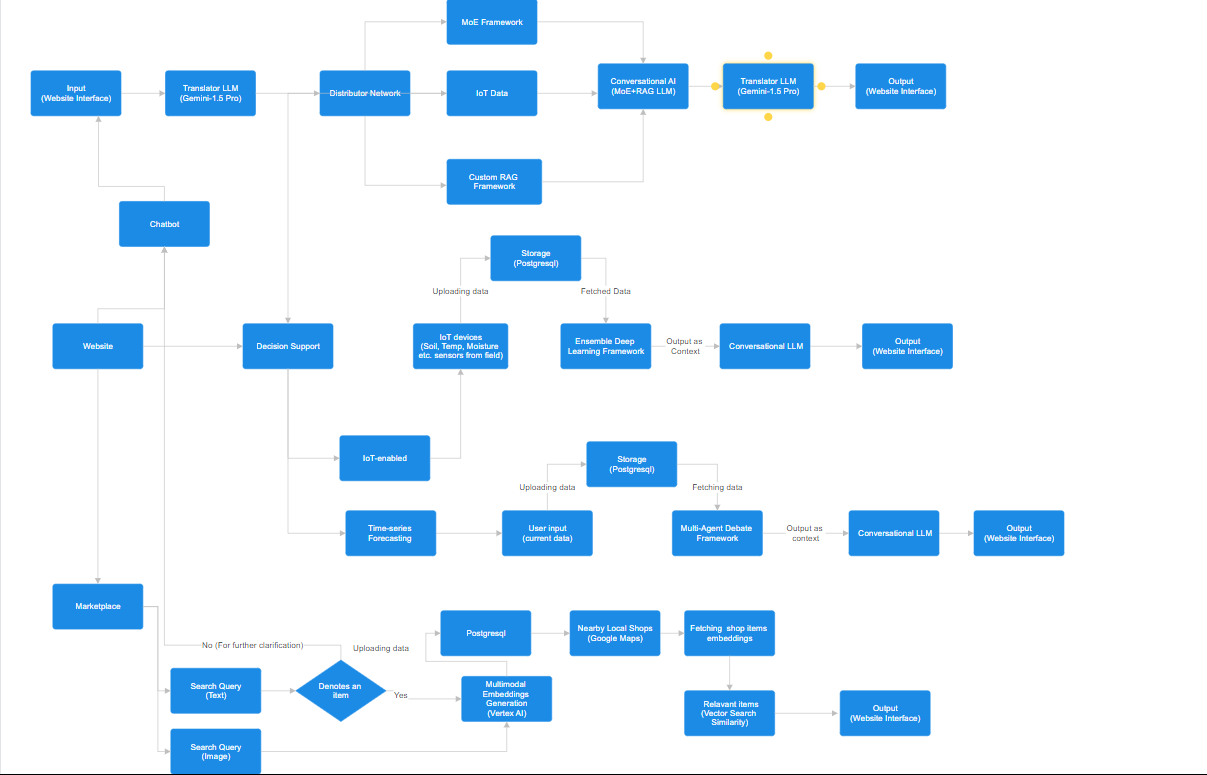 MoE Framework
Input
(Website Interface)
Translator LLM
(Gemini-1.5 Pro)
Distributor Network
IoT Data
Conversational AI
(MoE+RAG LLM)
Translator LLM
(Gemini-1.5 Pro)
Output
(Website Interface)
Custom RAG
Framework
Chatbot
Storage
(Postgresql)
Uploading data
Fetched Data
Website
Decision Support
IoT devices
(Soil, Temp, Moisture
etc. sensors from field)
Ensemble Deep
Learning Framework
Output as
Context
Conversational LLM
Output
(Website Interface)
IoT-enabled
Storage
(Postgresql)
Uploading data
Fetching data
Time-series
Forecasting
User input
(current data)
Multi-Agent Debate
Framework
Output as
context
Conversational LLM
Output
(Website Interface)
Marketplace
No (For further clarification)
Uploading data
Postgresql
Nearby Local Shops
(Google Maps)
Fetching shop items
embeddings
Search Query
(Text)
Denotes an
item
Yes
Multimodal
Embeddings
Generation
(Vertex AI)
Relavant items
(Vector Search
Similarity)
Output
(Website Interface)
Search Query
(Image)